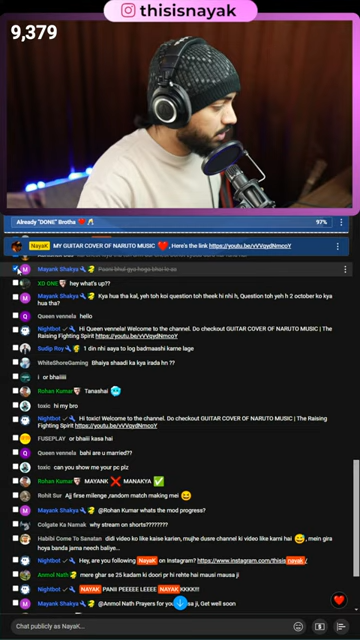 thisisnayak
9,379
Already "DONE" Brotha ❤️ 97%
NayaK MY GUITAR COVER OF NARUTO MUSIC ❤️, Here's the link https://youtu.be/vVVqydNmcoY
Mayank Shakya
XD ONE hey what's up??
Mayank Shakya Kya hua tha kal, yeh toh koi question toh theek hi nhi h, Question toh yeh h 2 october ko kya
hua tha?
Queen vennela hello
Nightbot Hi Queen vennela! Welcome to the channel. Do checkout GUITAR COVER OF NARUTO MUSIC | The
Raising Fighting Spirit https://youtu.be/vVVqydNmcoY
Sudip Roy 1 din nhi aaya to log badmaashi karne lage
WhiteShoreGaming Bhaiya shaadi ka kya irada hn ??
i or bhaiiiii
Rohan Kumar Tanashai 🥶
toxic hi my bro
Nightbot Hi toxic! Welcome to the channel. Do checkout GUITAR COVER OF NARUTO MUSIC | The Raising
Fighting Spirit https://youtu.be/vVVqydNmcoY
FUSEPLAY or bhaili kasa hai
Queen vennela bahi are u married??
toxic can you show me your pc plz
Rohan Kumar MAYANK ❌ MANAKYA ✅
Rohit Sur Ajj firse milenge ,random match making mei 😆
Mayank Shakya @Rohan Kumar whats the mod progress?
Colgate Ka Namak why stream on shorts????????
Habibi Come To Sanatan didi video ko like kaise karien, mujhe dusre channel ki video like karni hai 😅, mein gira
hoya banda jama neech baliye...
Nightbot Hey, are you following NayaK on Instagram? https://www.instagram.com/thisisnayak/
Anmol Nath mere ghar se 25 kadam ki doori pr hi rehte hai mausi mausa ji
Nightbot NAYAK PANII PEEEEE LEEEE NAYAKKKKK!!
Mayank Shakya @Anmol Nath Prayers for you mausa ji, Get well soon
Chat publicly as NayaK...